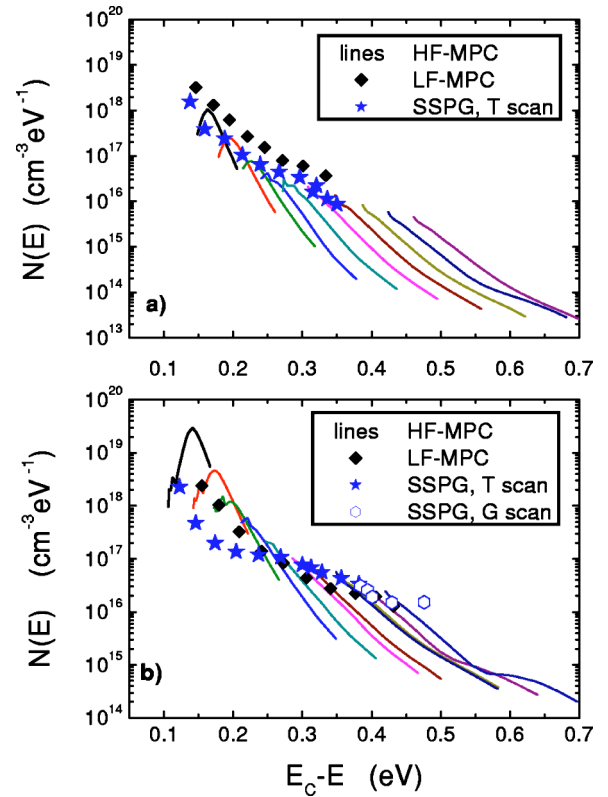 10^20
10^19
10^18
10^17
10^16
10^15
10^14
10^13
N(E) (cm^-3 eV^-1)
lines HF-MPC
LF-MPC
SSPG, T scan
a)
0.1 0.2 0.3 0.4 0.5 0.6 0.7
10^20
10^19
10^18
10^17
10^16
10^15
10^14
N(E) (cm^-3 eV^-1)
lines HF-MPC
LF-MPC
SSPG, T scan
SSPG, G scan
b)
0.1 0.2 0.3 0.4 0.5 0.6 0.7
E_C-E (eV)